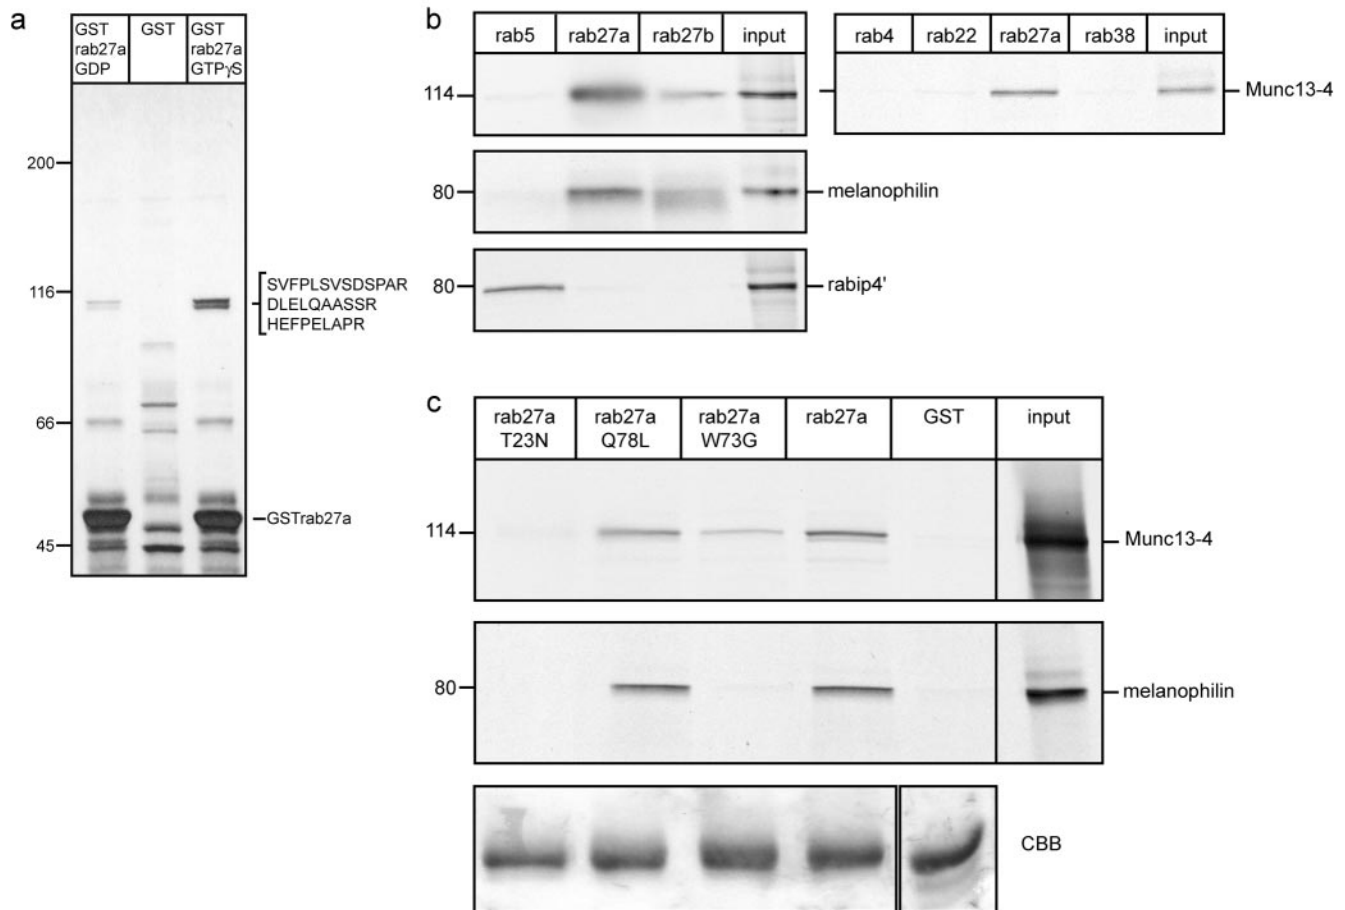 a
GST rab27a GDP
GST
GST rab27a GTPγS
200
116
66
45
SVFPLSVSDSPAR
DLELQAASSR
HEFPELAPR
GSTrab27a
b
rab5 rab27a rab27b input
114
80
melanophilin
80
rabip4'
rab4 rab22 rab27a rab38 input
Munc13-4
c
rab27a T23N
rab27a Q78L
rab27a W73G
rab27a
GST
input
114
Munc13-4
80
melanophilin
CBB